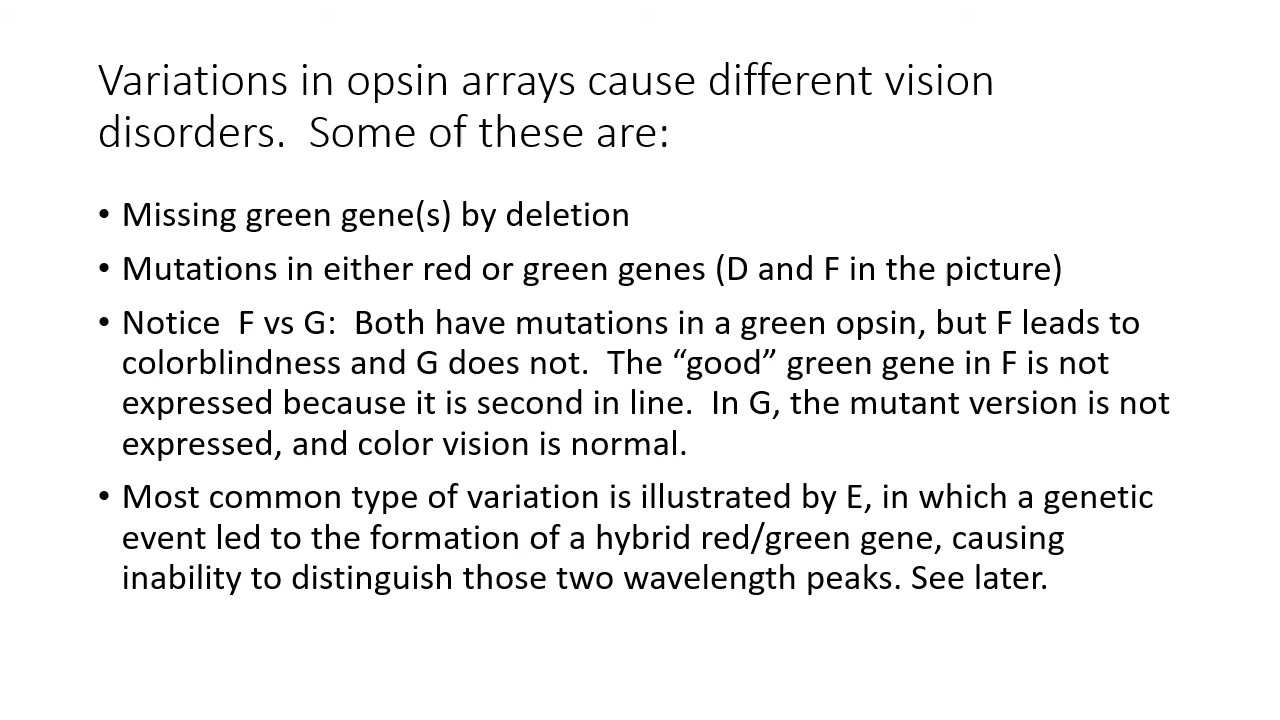 Variations in opsin arrays cause different vision
disorders.  Some of these are:
• Missing green gene(s) by deletion
• Mutations in either red or green genes (D and F in the picture)
• Notice  F vs G:  Both have mutations in a green opsin, but F leads to
colorblindness and G does not.  The “good” green gene in F is not
expressed because it is second in line.  In G, the mutant version is not
expressed, and color vision is normal.
• Most common type of variation is illustrated by E, in which a genetic
event led to the formation of a hybrid red/green gene, causing
inability to distinguish those two wavelength peaks. See later.